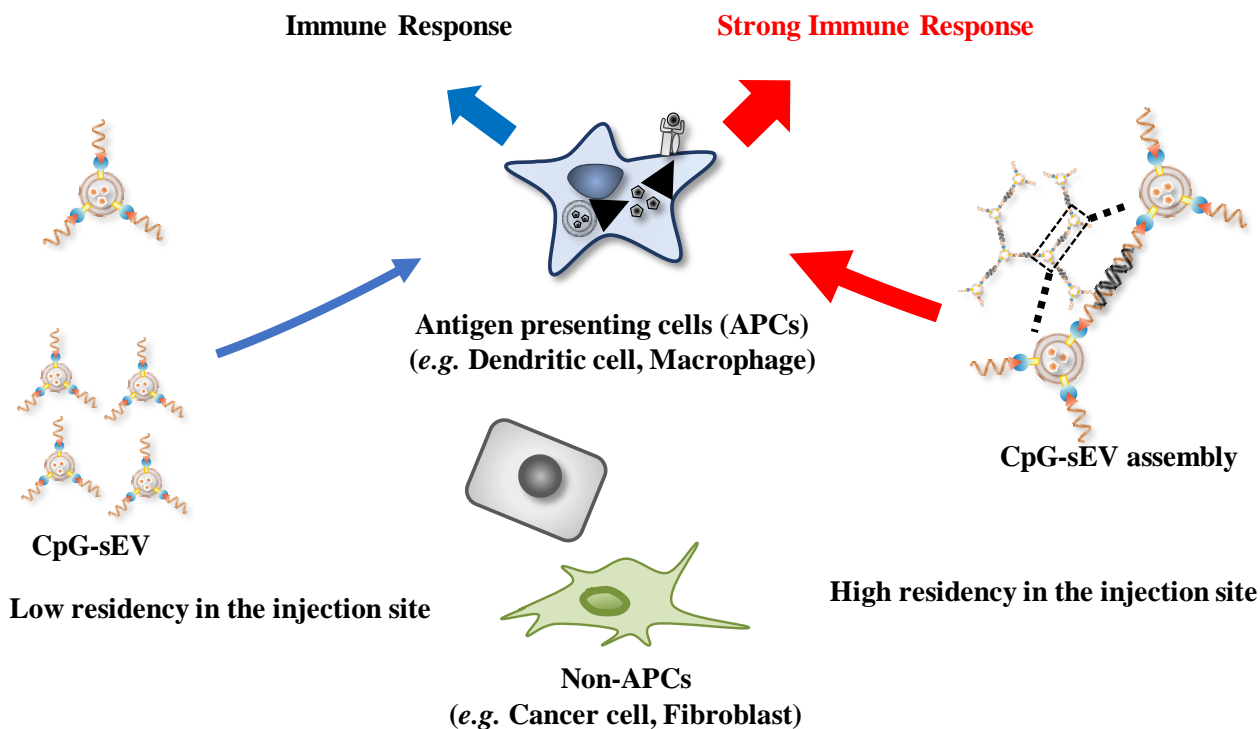 Immune Response
Strong Immune Response
Antigen presenting cells (APCs)
(e.g. Dendritic cell, Macrophage)
CpG-sEV assembly
CpG-sEV
Low residency in the injection site
High residency in the injection site
Non-APCs
(e.g. Cancer cell, Fibroblast)